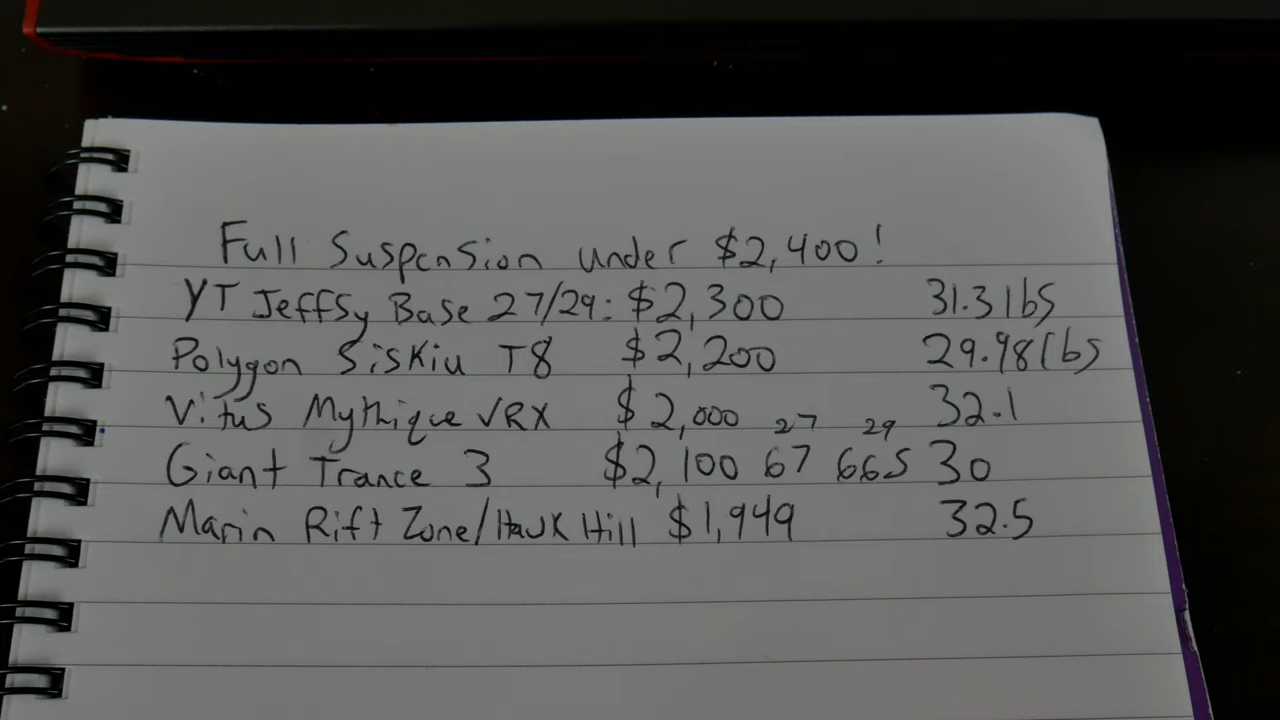 Full Suspension under $2,400!
YT Jeffsy Base 27/29: $2,300 31.3 lbs
Polygon Siskiu T8 $2,200 29.98 lbs
Vitus Mythique VRX $2,000 32.1
27 29
Giant Trance 3 $2,100 67 665 30
Marin Rift Zone/Hawk Hill $1,949 32.5